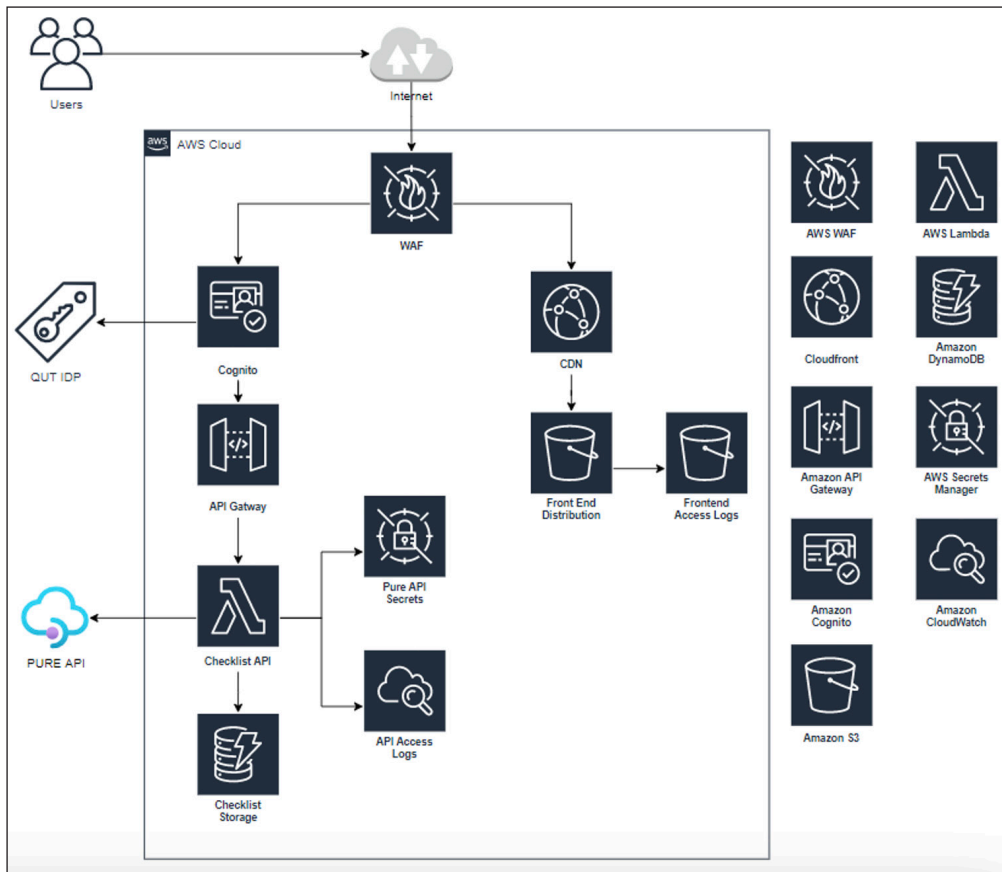 Users
Internet
aws
AWS Cloud
WAF
Cognito
CDN
QUT IDP
API Gatway
Front End
Distribution
Frontend
Access Logs
Pure API
Secrets
Checklist API
PURE API
API Access
Logs
Checklist
Storage
AWS WAF
AWS Lambda
Cloudfront
Amazon
DynamoDB
Amazon API
Gateway
AWS Secrets
Manager
Amazon
Cognito
Amazon
CloudWatch
Amazon S3